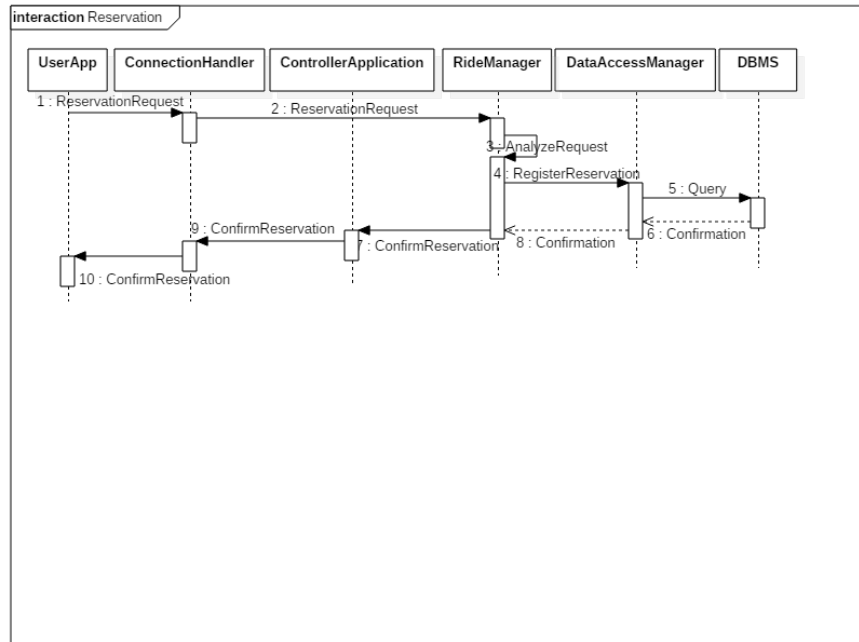 interaction Reservation
UserApp
ConnectionHandler
ControllerApplication
RideManager
DataAccessManager
DBMS
1 : ReservationRequest
2 : ReservationRequest
3 : AnalyzeRequest
4 : RegisterReservation
5 : Query
6 : Confirmation
7 : ConfirmReservation
8 : Confirmation
9 : ConfirmReservation
10 : ConfirmReservation